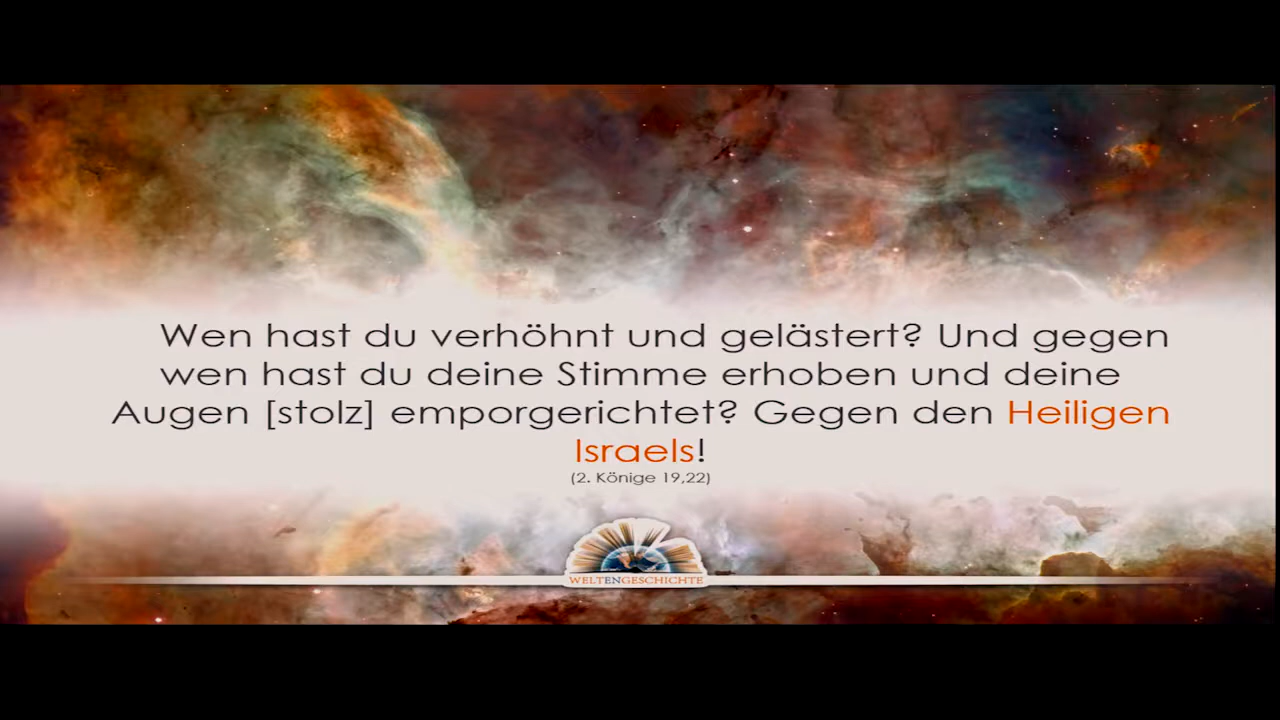 Wen hast du verhöhnt und gelästert? Und gegen
wen hast du deine Stimme erhoben und deine
Augen [stolz] emporgerichtet? Gegen den Heiligen
Israels!
(2. Könige 19,22)
WELTENGESCHICHTE